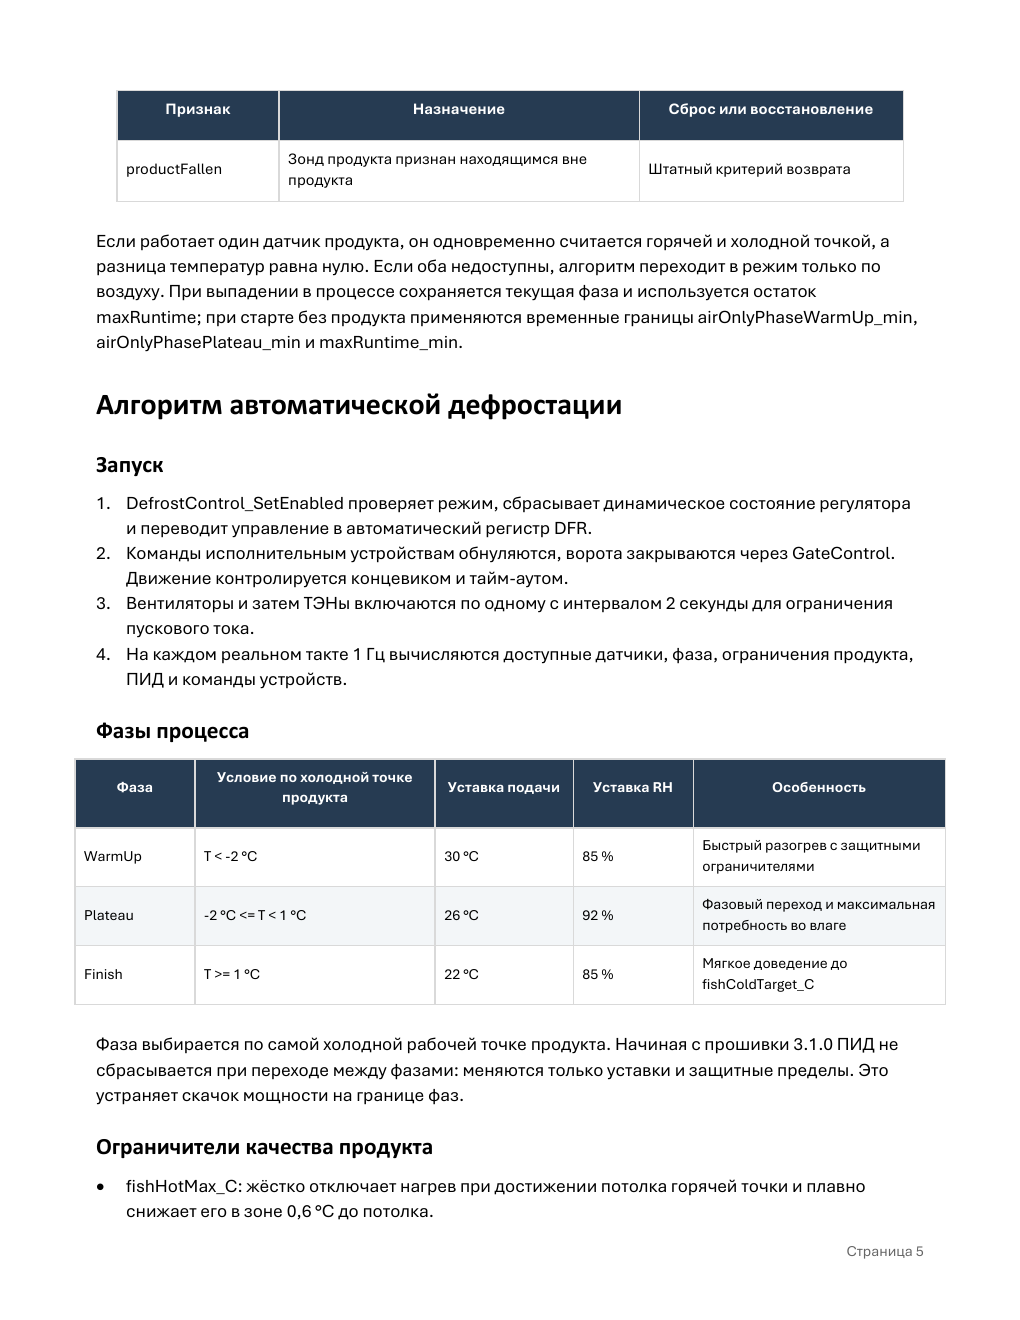 Признак Назначение Сброс или восстановление
productFallen Зонд продукта признан находящимся вне Штатный критерий возврата
продукта
Если работает один датчик продукта, он одновременно считается горячей и холодной точкой, а
разница температур равна нулю. Если оба недоступны, алгоритм переходит в режим только по
воздуху. При выпадении в процессе сохраняется текущая фаза и используется остаток
maxRuntime; при старте без продукта применяются временные границы airOnlyPhaseWarmUp_min,
airOnlyPhasePlateau_min и maxRuntime_min.
Алгоритм автоматической дефростации
Запуск
1. DefrostControl_SetEnabled проверяет режим, сбрасывает динамическое состояние регулятора
и переводит управление в автоматический регистр DFR.
2. Команды исполнительным устройствам обнуляются, ворота закрываются через GateControl.
Движение контролируется концевиком и тайм-аутом.
3. Вентиляторы и затем ТЭНы включаются по одному с интервалом 2 секунды для ограничения
пускового тока.
4. На каждом реальном такте 1 Гц вычисляются доступные датчики, фаза, ограничения продукта,
ПИД и команды устройств.
Фазы процесса
Фаза Условие по холодной точке продукта Уставка подачи Уставка RH Особенность
WarmUp T < -2 °C 30 °C 85 % Быстрый разогрев с защитными
ограничителями
Plateau -2 °C <= T < 1 °C 26 °C 92 % Фазовый переход и максимальная
потребность во влаге
Finish T >= 1 °C 22 °C 85 % Мягкое доведение до
fishColdTarget_C
Фаза выбирается по самой холодной рабочей точке продукта. Начиная с прошивки 3.1.0 ПИД не
сбрасывается при переходе между фазами: меняются только уставки и защитные пределы. Это
устраняет скачок мощности на границе фаз.
Ограничители качества продукта
• fishHotMax_C: жёстко отключает нагрев при достижении потолка горячей точки и плавно
снижает его в зоне 0,6 °C до потолка.
Страница 5